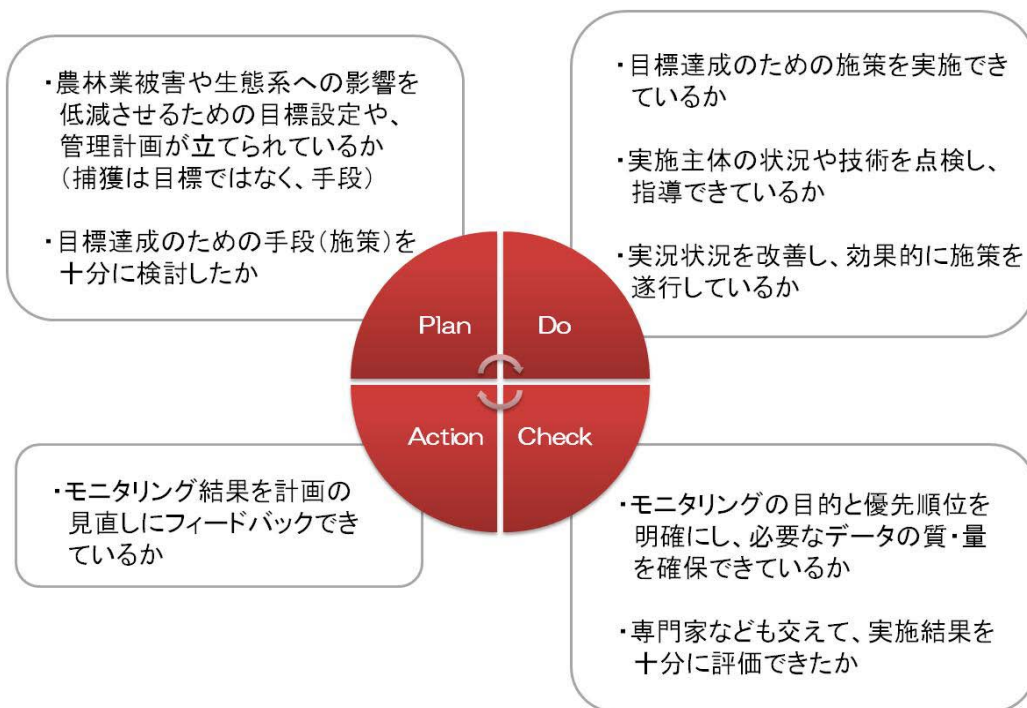 ・農林業被害や生態系への影響を
低減させるための目標設定や、
管理計画が立てられているか
(捕獲は目標ではなく、手段)
・目標達成のための手段(施策)を
十分に検討したか
・目標達成のための施策を実施でき
ているか
・実施主体の状況や技術を点検し、
指導できているか
・実況状況を改善し、効果的に施策を
遂行しているか
Plan
Do
Action
Check
・モニタリング結果を計画の
見直しにフィードバックでき
ているか
・モニタリングの目的と優先順位を
明確にし、必要なデータの質・量
を確保できているか
・専門家なども交えて、実施結果を
十分に評価できたか